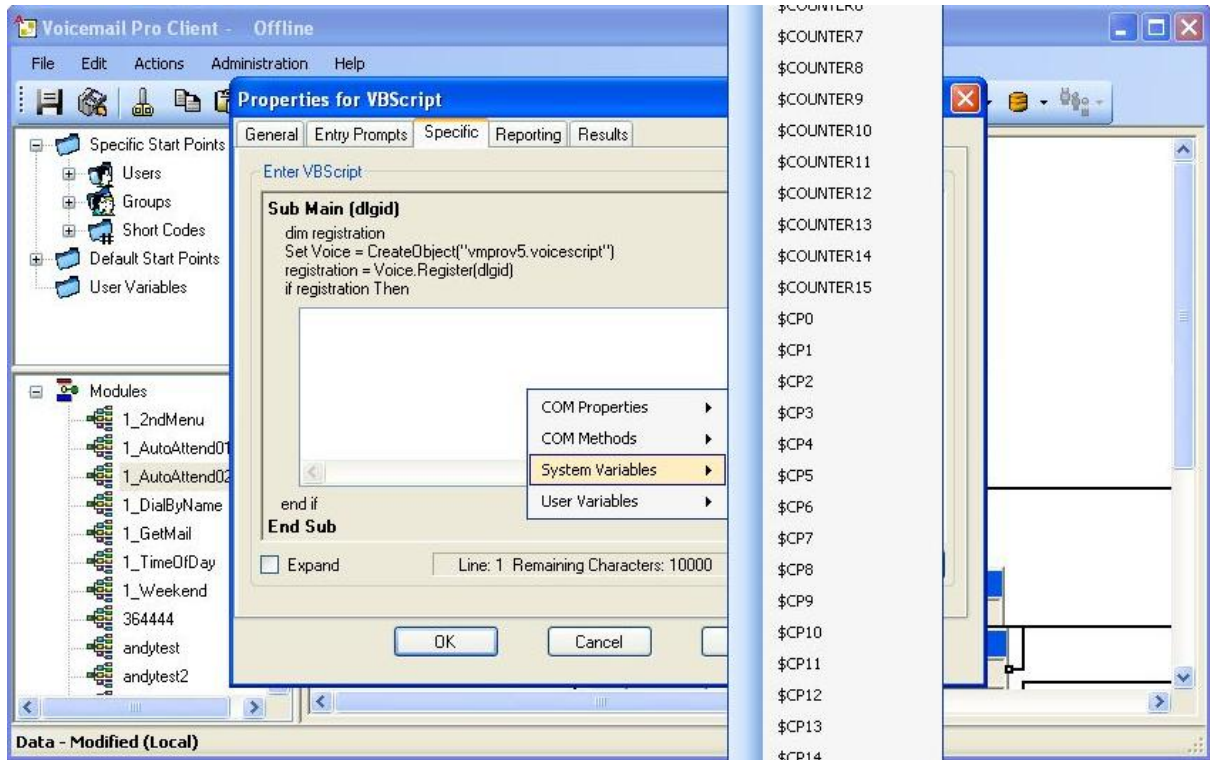 Voicemail Pro Client - Offline
File Edit Actions Administration Help
Specific Start Points
Users
Groups
Short Codes
Default Start Points
User Variables
Modules
1_2ndMenu
1_AutoAttend01
1_AutoAttend02
1_DialByName
1_GetMail
1_TimeOfDay
1_Weekend
364444
andytest
andytest2
Properties for VBScript
General Entry Prompts Specific Reporting Results
Enter VBScript
Sub Main (dlgid)
dim registration
Set Voice = CreateObject("vmprov5.voicescript")
registration = Voice.Register(dlgid)
if registration Then
end if
End Sub
Expand
Line: 1 Remaining Characters: 10000
OK Cancel
COM Properties
COM Methods
System Variables
User Variables
$COUNTER6
$COUNTER7
$COUNTER8
$COUNTER9
$COUNTER10
$COUNTER11
$COUNTER12
$COUNTER13
$COUNTER14
$COUNTER15
$CP0
$CP1
$CP2
$CP3
$CP4
$CP5
$CP6
$CP7
$CP8
$CP9
$CP10
$CP11
$CP12
$CP13
$CP14
Data - Modified (Local)